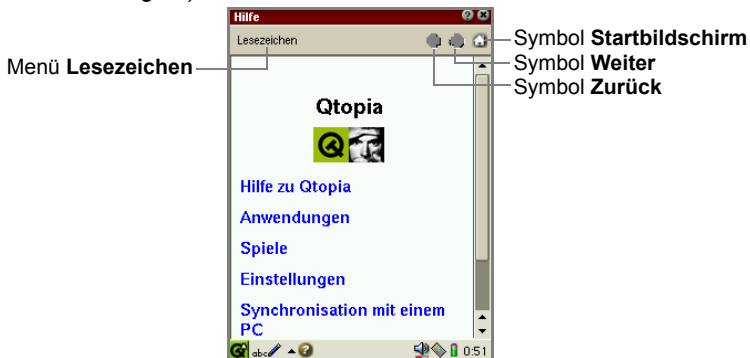 Hilfe
Lesezeichen
Symbol Startbildschirm
Symbol Weiter
Symbol Zurück
Menü Lesezeichen
Qtopia
Hilfe zu Qtopia
Anwendungen
Spiele
Einstellungen
Synchronisation mit einem
PC
abc
0:51